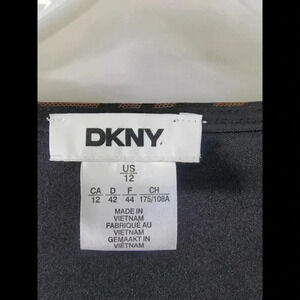 DKNY
US
12
CA D F CH
12 42 44 175/108A
MADE IN
VIETNAM
FABRIQUÉ AU
VIETNAM
GEMAAKT IN
VIETNAM